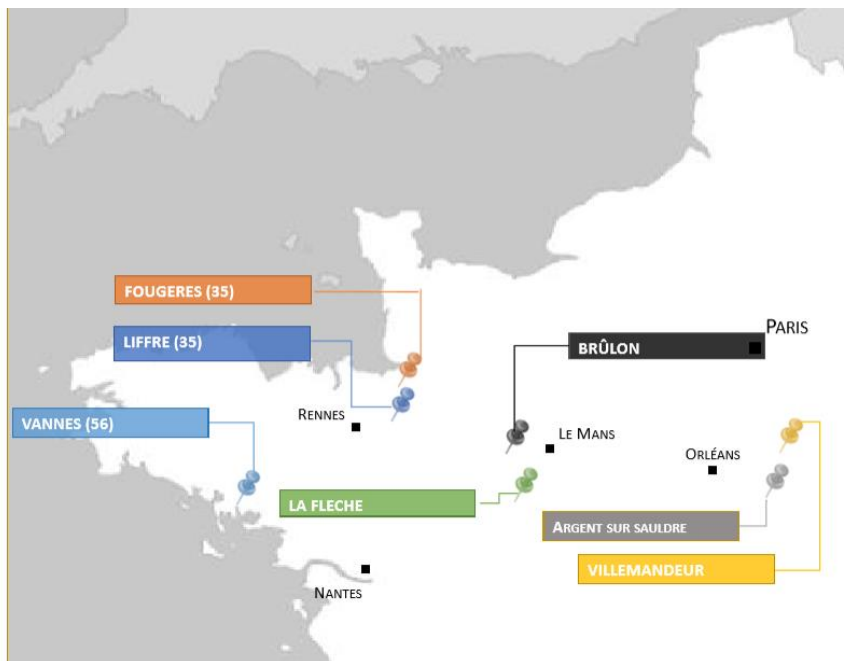 FOUGERES (35)
PARIS
LIFFRE (35)
BRÛLON
RENNES
VANNES (56)
LE MANS
ORLÉANS
LA FLECHE
ARGENT SUR SAULDRE
VILLEMANDEUR
NANTES